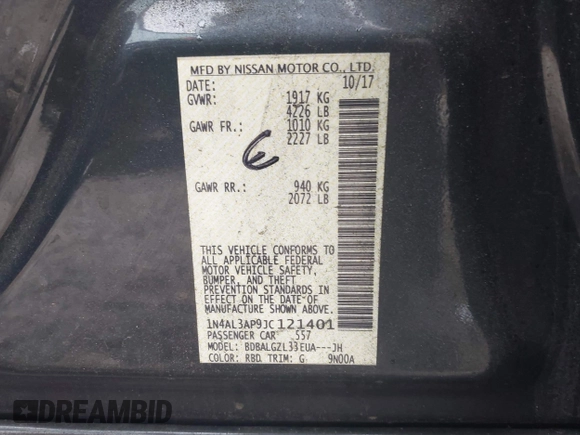 MFD BY NISSAN MOTOR CO., LTD.
DATE: 10/17
GVWR: 1917 KG
4226 LB
GAWR FR.: 1010 KG
2227 LB
GAWR RR.: 940 KG
2072 LB
THIS VEHICLE CONFORMS TO
ALL APPLICABLE FEDERAL
MOTOR VEHICLE SAFETY,
BUMPER, AND THEFT
PREVENTION STANDARDS IN
EFFECT ON THE DATE OF
MANUFACTURE SHOWN ABOVE.
1N4AL3AP9JC121401
PASSENGER CAR 557
MODEL: BDBALGZL33EUA---JH
COLOR: RBD TRIM: G 9N00A
DREAMBID